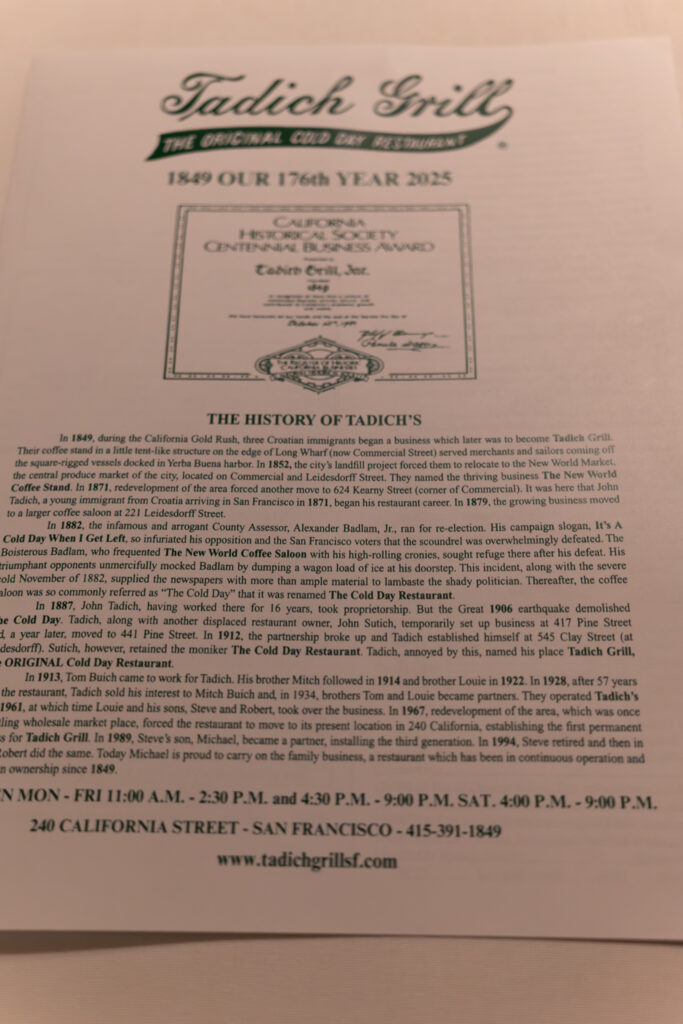 Tadich Grill
THE ORIGINAL COLD DAY RESTAURANT
®
1849 OUR 176th YEAR 2025
CALIFORNIA
HISTORICAL SOCIETY
CENTENNIAL BUSINESS AWARD
Tadich Grill, Inc.
THE HISTORY OF TADICH'S
In 1849, during the California Gold Rush, three Croatian immigrants began a business which later was to become Tadich Grill.
Their coffee stand in a little tent-like structure on the edge of Long Wharf (now Commercial Street) served merchants and sailors coming off
the square-rigged vessels docked in Yerba Buena harbor. In 1852, the city's landfill project forced them to relocate to the New World Market,
the central produce market of the city, located on Commercial and Leidesdorff Street. They named the thriving business The New World
Coffee Stand. In 1871, redevelopment of the area forced another move to 624 Kearney Street (corner of Commercial). It was here that John
Tadich, a young immigrant from Croatia arriving in San Francisco in 1871, began his restaurant career. In 1879, the growing business moved
to a larger coffee saloon at 221 Leidesdorff Street.
In 1882, the infamous and arrogant County Assessor, Alexander Badlam, Jr., ran for re-election. His campaign slogan, It's A
Cold Day When I Get Left, so infuriated his opposition and the San Francisco voters that the scoundrel was overwhelmingly defeated. The
Boisterous Badlam, who frequented The New World Coffee Saloon with his high-rolling cronies, sought refuge there after his defeat. His
triumphant opponents unmercifully mocked Badlam by dumping a wagon load of ice at his doorstep. This incident, along with the severe
old November of 1882, supplied the newspapers with more than ample material to lambaste the shady politician. Thereafter, the coffee
aloon was so commonly referred as "The Cold Day" that it was renamed The Cold Day Restaurant.
In 1887, John Tadich, having worked there for 16 years, took proprietorship. But the Great 1906 earthquake demolished
he Cold Day. Tadich, along with another displaced restaurant owner, John Sutich, temporarily set up business at 417 Pine Street
d, a year later, moved to 441 Pine Street. In 1912, the partnership broke up and Tadich established himself at 545 Clay Street (at
desdorff). Sutich, however, retained the moniker The Cold Day Restaurant. Tadich, annoyed by this, named his place Tadich Grill,
e ORIGINAL Cold Day Restaurant.
In 1913, Tom Buich came to work for Tadich. His brother Mitch followed in 1914 and brother Louie in 1922. In 1928, after 57 years
the restaurant, Tadich sold his interest to Mitch Buich and, in 1934, brothers Tom and Louie became partners. They operated Tadich's
1961, at which time Louie and his sons, Steve and Robert, took over the business. In 1967, redevelopment of the area, which was once
ling wholesale market place, forced the restaurant to move to its present location in 240 California, establishing the first permanent
s for Tadich Grill. In 1989, Steve's son, Michael, became a partner, installing the third generation. In 1994, Steve retired and then in
Robert did the same. Today Michael is proud to carry on the family business, a restaurant which has been in continuous operation and
n ownership since 1849.
N MON - FRI 11:00 A.M. - 2:30 P.M. and 4:30 P.M. - 9:00 P.M. SAT. 4:00 P.M. - 9:00 P.M.
240 CALIFORNIA STREET - SAN FRANCISCO - 415-391-1849
www.tadichgrillsf.com